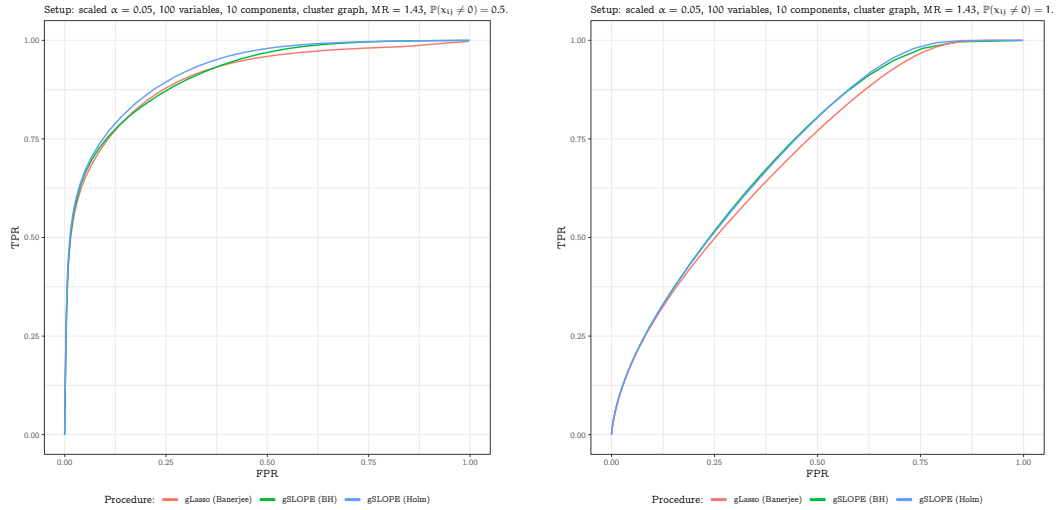 Setup: scaled α = 0.05, 100 variables, 10 components, cluster graph, MR = 1.43, ℙ(x_ij ≠ 0) = 0.5.
1.00
0.75
0.50
0.25
0.00
TPR
0.00 0.25 0.50 0.75 1.00
FPR
Procedure: gLasso (Banerjee) gSLOPE (BH) gSLOPE (Holm)
Setup: scaled α = 0.05, 100 variables, 10 components, cluster graph, MR = 1.43, ℙ(x_ij ≠ 0) = 1.
1.00
0.75
0.50
0.25
0.00
TPR
0.00 0.25 0.50 0.75 1.00
FPR
Procedure: gLasso (Banerjee) gSLOPE (BH) gSLOPE (Holm)